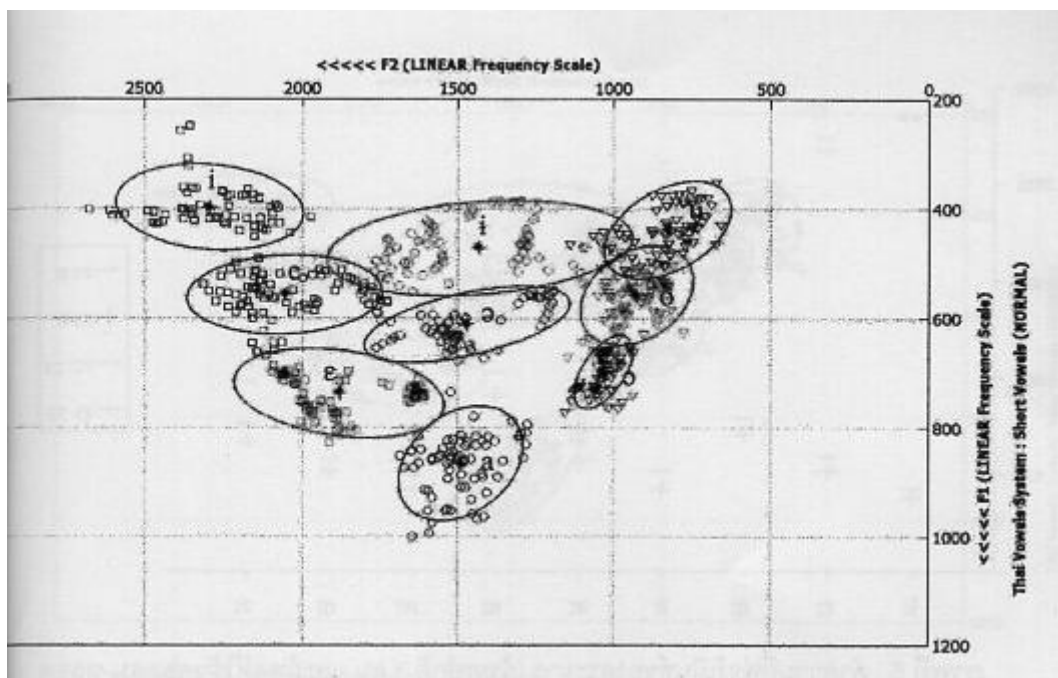 <<<<< F2 (LINEAR Frequency Scale)
2500 2000 1500 1000 500 0
200
400
600
800
1000
1200
<<<<< F1 (LINEAR Frequency Scale)
Thai Vowels System : Short Vowels (NORMAL)